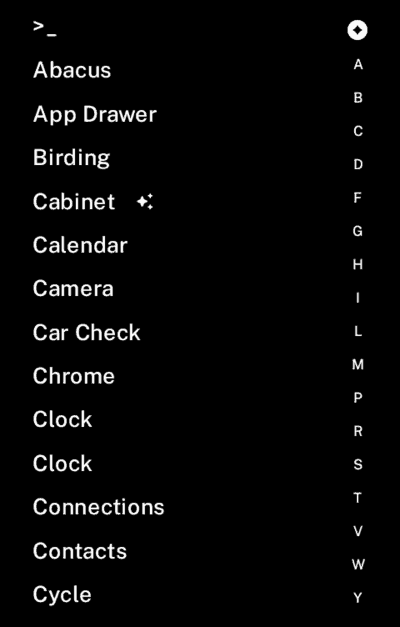 >_
Abacus
App Drawer
Birding
Cabinet
Calendar
Camera
Car Check
Chrome
Clock
Clock
Connections
Contacts
Cycle
A
B
C
D
F
G
H
I
L
M
P
R
S
T
V
W
Y